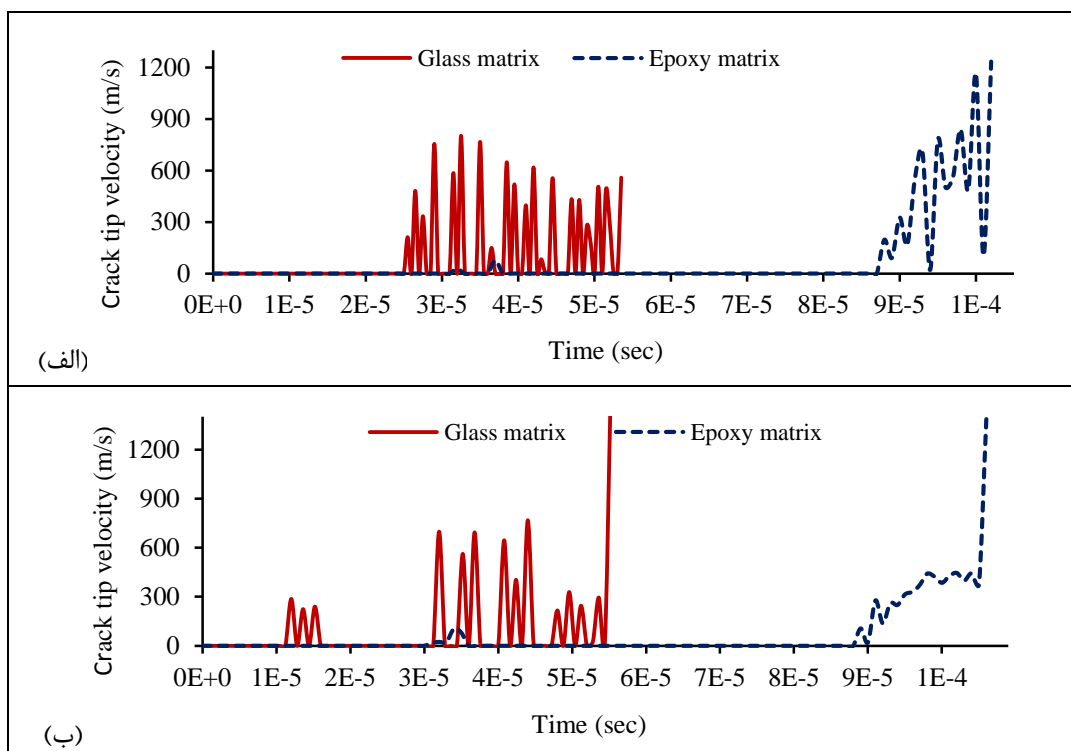 Glass matrix Epoxy matrix
Crack tip velocity (m/s)
1200
900
600
300
0
0E+0 1E-5 2E-5 3E-5 4E-5 5E-5 6E-5 7E-5 8E-5 9E-5 1E-4
Time (sec)
(الف)
Glass matrix Epoxy matrix
Crack tip velocity (m/s)
1200
900
600
300
0
0E+0 1E-5 2E-5 3E-5 4E-5 5E-5 6E-5 7E-5 8E-5 9E-5 1E-4
Time (sec)
(ب)